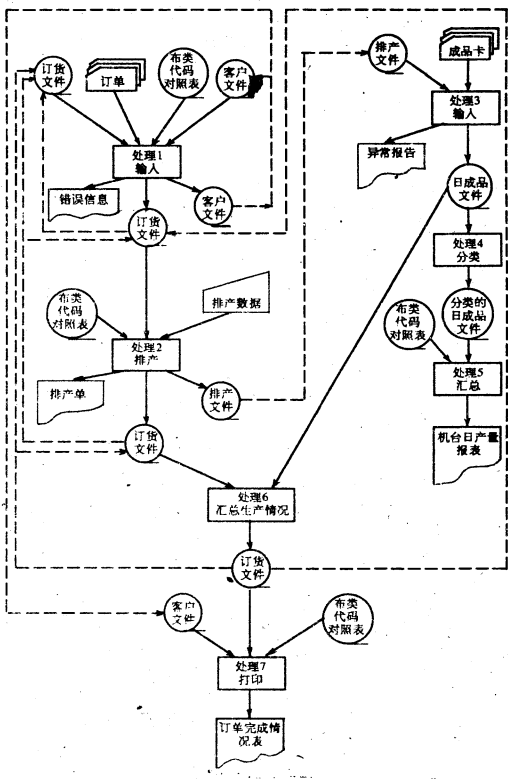 订货
文件
订单
布类
代码
对照表
客户
文件
排产
文件
成品卡
处理1
输入
处理3
输入
异常报告
错误信息
客户
文件
订货
文件
日成品
文件
处理4
分类
布类
代码
对照表
排产数据
布类
代码
对照表
分类的
日成品
文件
处理2
排产
处理5
汇总
排产单
排产
文件
订货
文件
机台日产量
报表
处理6
汇总生产情况
订货
文件
客户
文件
布类
代码
对照表
处理7
打印
订单完成情
况表